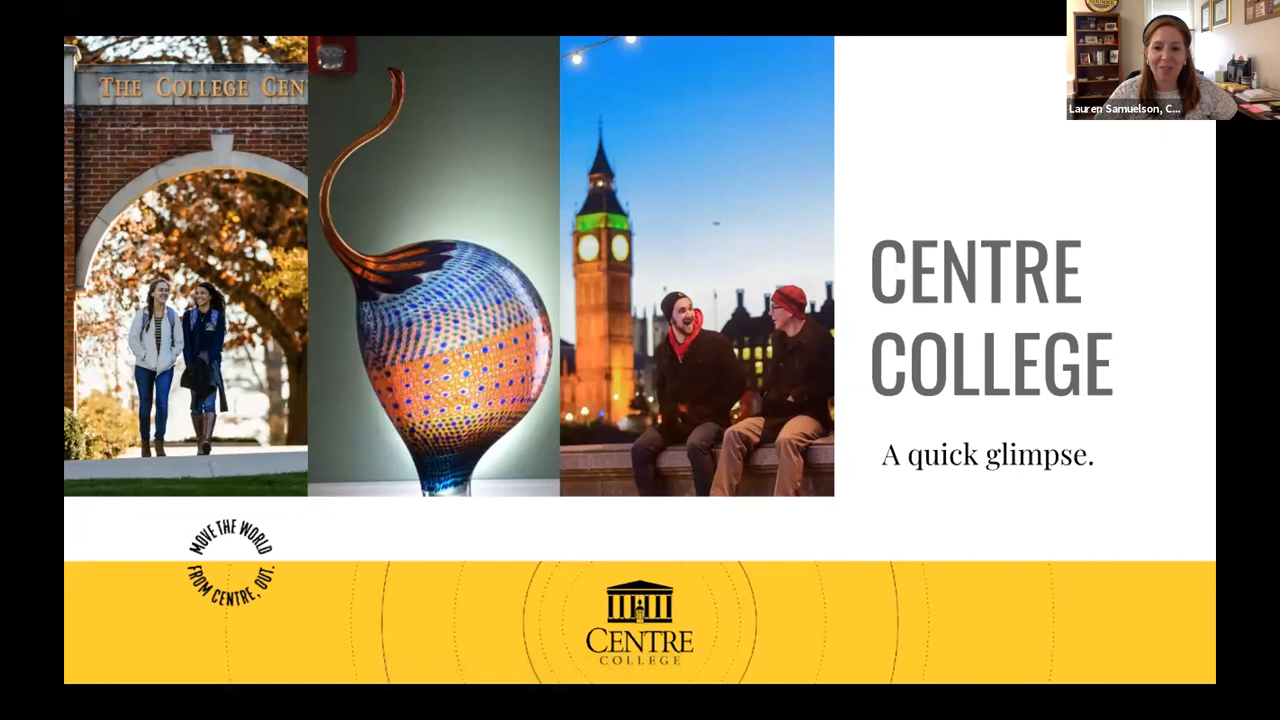 THE COLLEGE CEN
Lauren Samuelson, C...
CENTRE
COLLEGE
A quick glimpse.
MOVE THE WORLD
FROM CENTRE, OUT.
CENTRE
COLLEGE